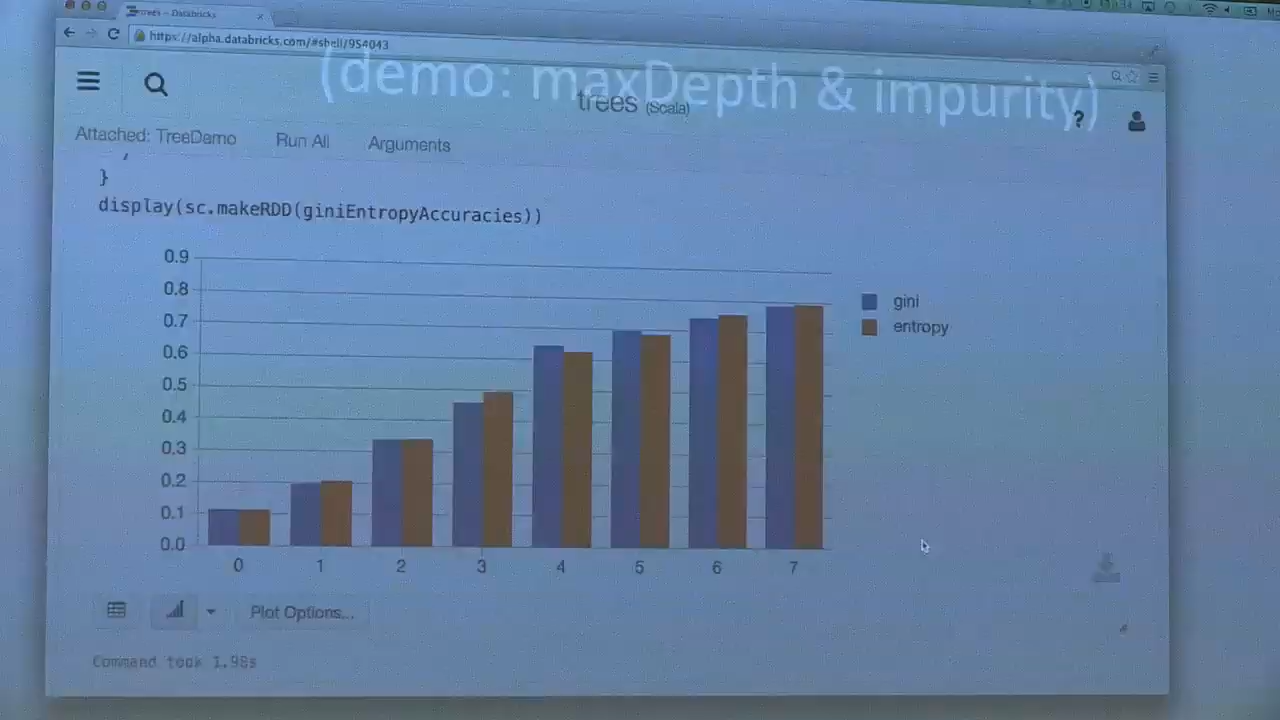 trees - Databricks
https://alpha.databricks.com/#shell/954043
(demo: maxDepth & impurity)
trees (Scala)
?
Attached: TreeDemo Run All Arguments
}
display(sc.makeRDD(giniEntropyAccuracies))
0.9
0.8
0.7
0.6
0.5
0.4
0.3
0.2
0.1
0.0
0 1 2 3 4 5 6 7
gini
entropy
Plot Options...
Command took 1.98s